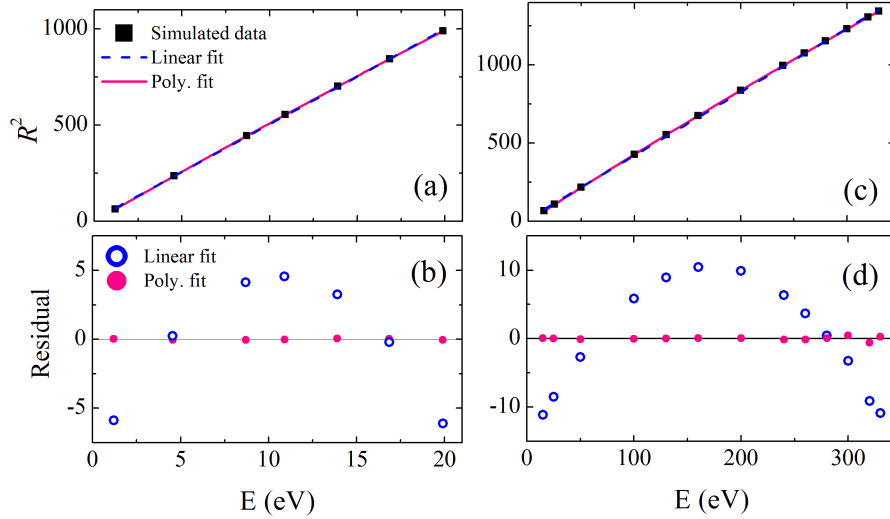 1000
500
0
R²
Simulated data
Linear fit
Poly. fit
(a)
1000
500
0
(c)
5
0
-5
Residual
Linear fit
Poly. fit
(b)
0 5 10 15 20
E (eV)
10
0
-10
(d)
100 200 300
E (eV)